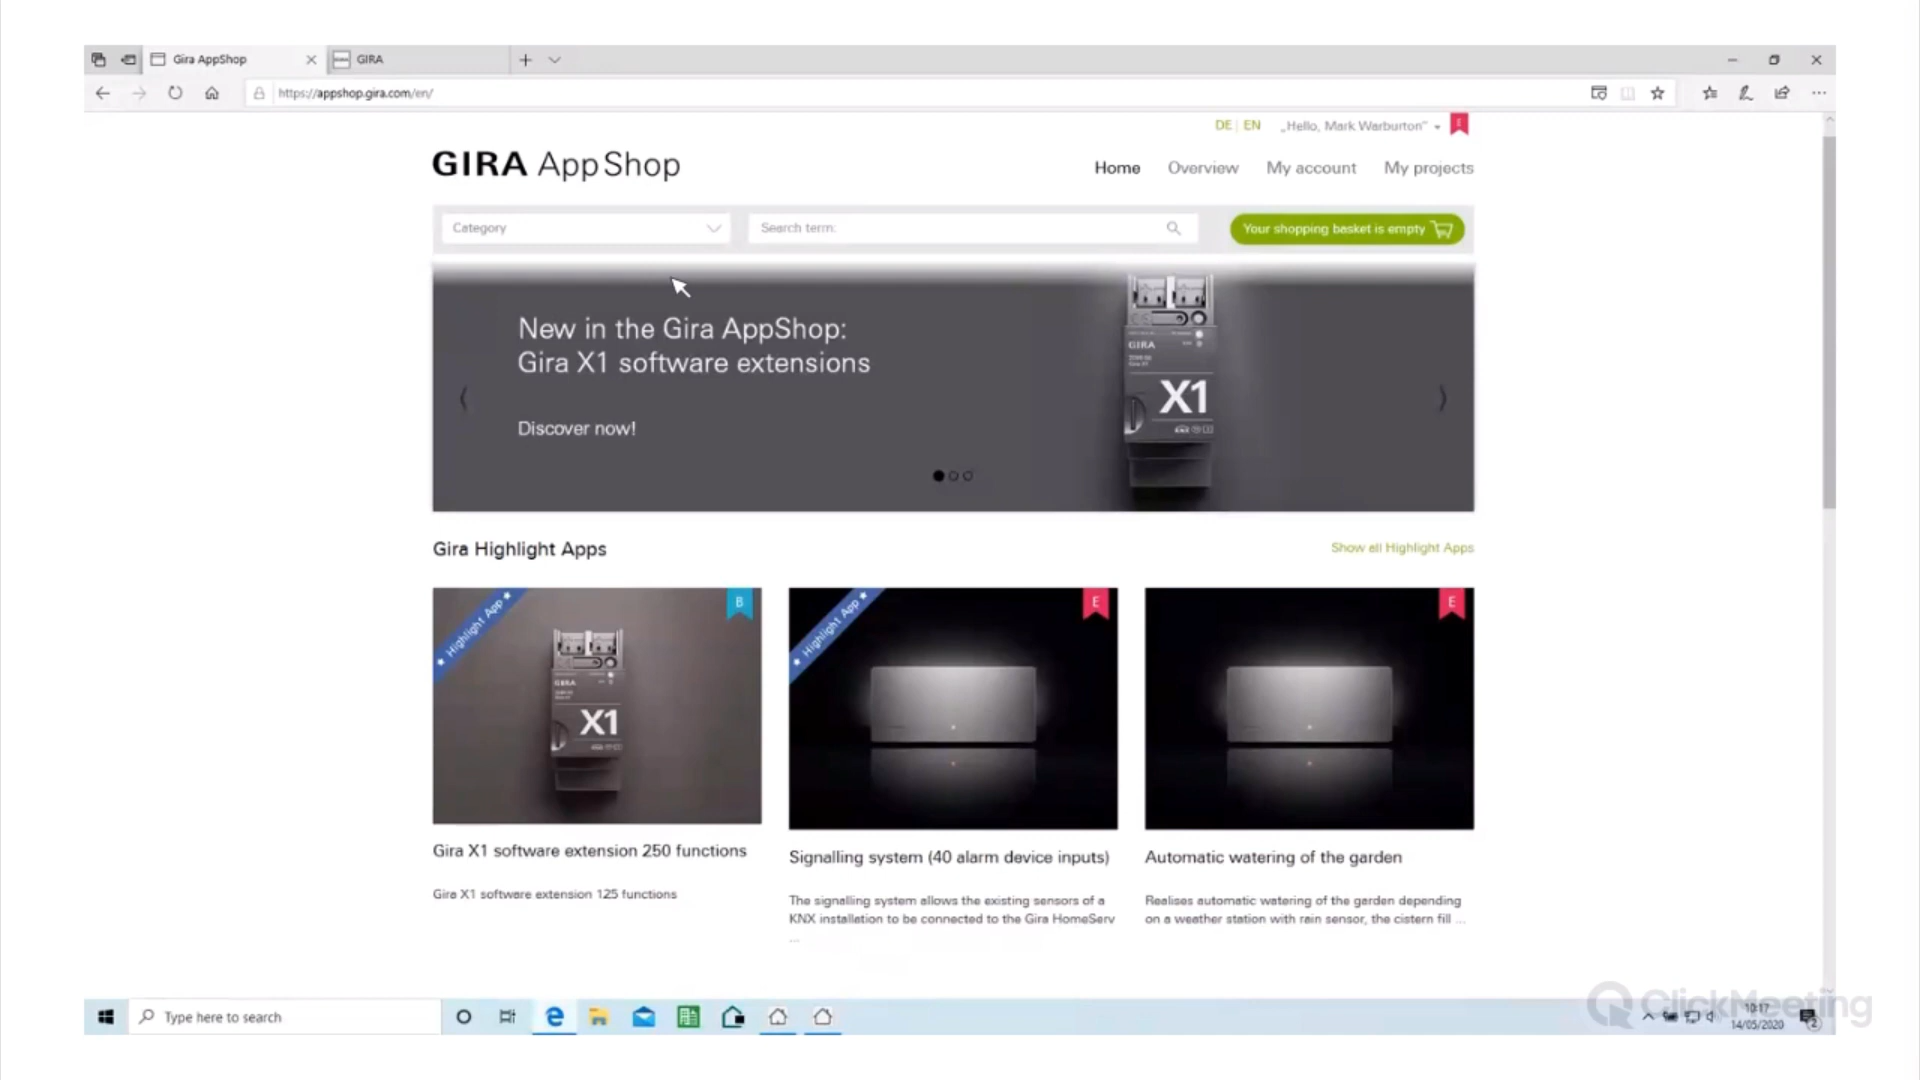 Gira AppShop
GIRA
https://appshop.gira.com/en/
DE | EN
„Hello, Mark Warburton"
E
GIRA AppShop
Home
Overview
My account
My projects
Category
Search term:
Your shopping basket is empty
New in the Gira AppShop:
Gira X1 software extensions
Discover now!
GIRA
X1
Gira Highlight Apps
Show all Highlight Apps
Highlight App
B
GIRA
X1
Highlight App
E
E
Gira X1 software extension 250 functions
Gira X1 software extension 125 functions
Signalling system (40 alarm device inputs)
The signalling system allows the existing sensors of a
KNX installation to be connected to the Gira HomeServ
...
Automatic watering of the garden
Realises automatic watering of the garden depending
on a weather station with rain sensor, the cistern fill ...
Type here to search
ClickMeeting
10:17
14/05/2020
2